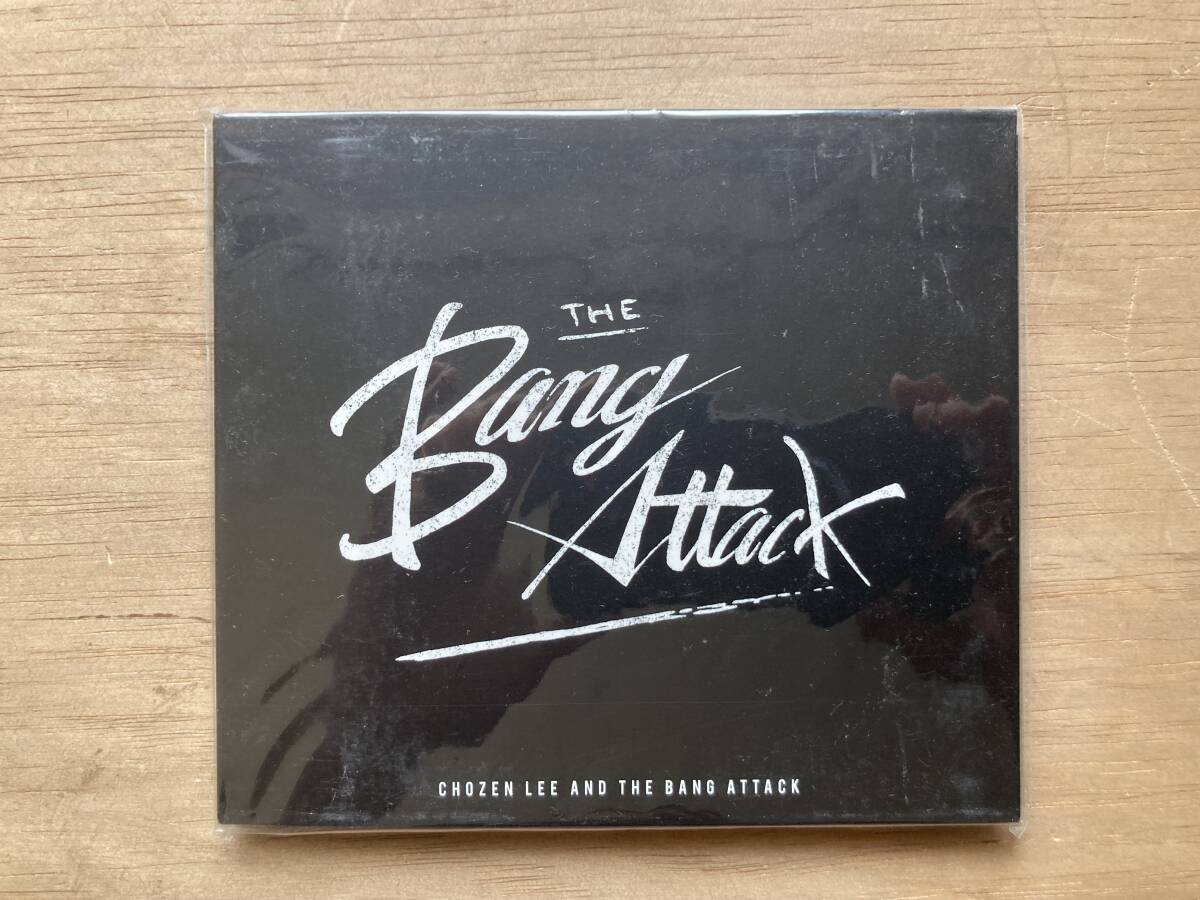 THE
Bang
Attack
CHOZEN LEE AND THE BANG ATTACK